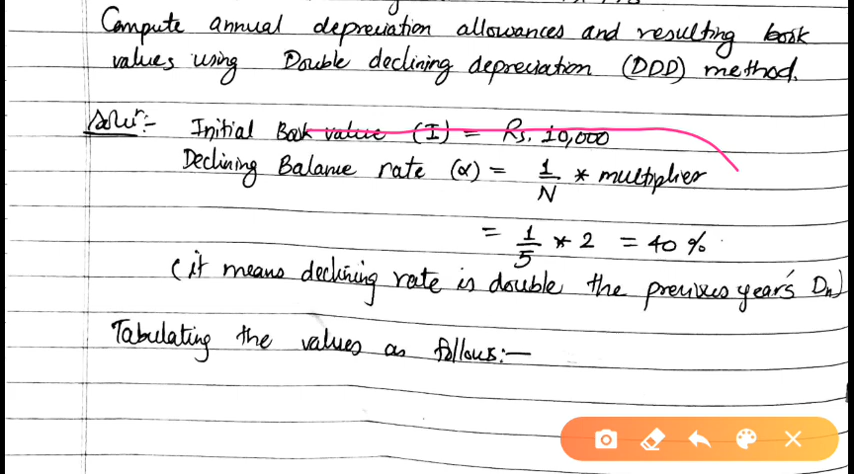 Compute annual depreciation allowances and resulting book
values using Double declining depreciation (DDD) method.
Solnⁿ:- Initial Book value (I) = Rs. 10,000
Declining Balance rate (α) = 1/N * multiplier
= 1/5 * 2 = 40 %
(it means declining rate is double the previous year's Dn)
Tabulating the values as follows:-